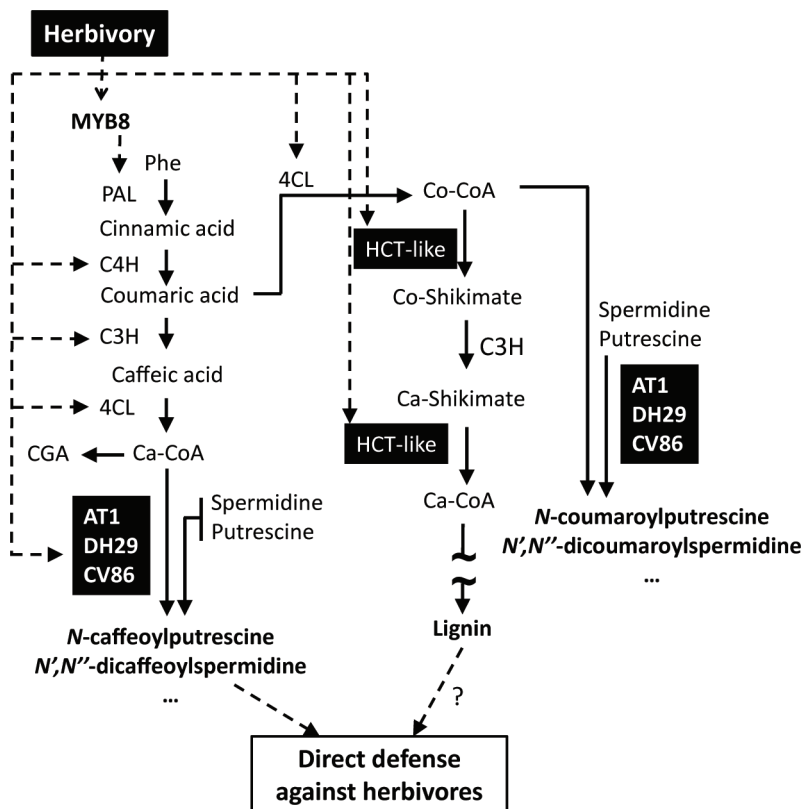 Herbivory
MYB8
Phe
PAL
4CL
Co-CoA
Cinnamic acid
HCT-like
C4H
Coumaric acid
Co-Shikimate
Spermidine
Putrescine
C3H
C3H
Caffeic acid
Ca-Shikimate
AT1
DH29
CV86
4CL
HCT-like
CGA
Ca-CoA
Ca-CoA
Spermidine
Putrescine
AT1
DH29
CV86
N-coumaroylputrescine
N',N''-dicoumaroylspermidine
...
Lignin
N-caffeoylputrescine
N',N''-dicaffeoylspermidine
...
?
Direct defense
against herbivores